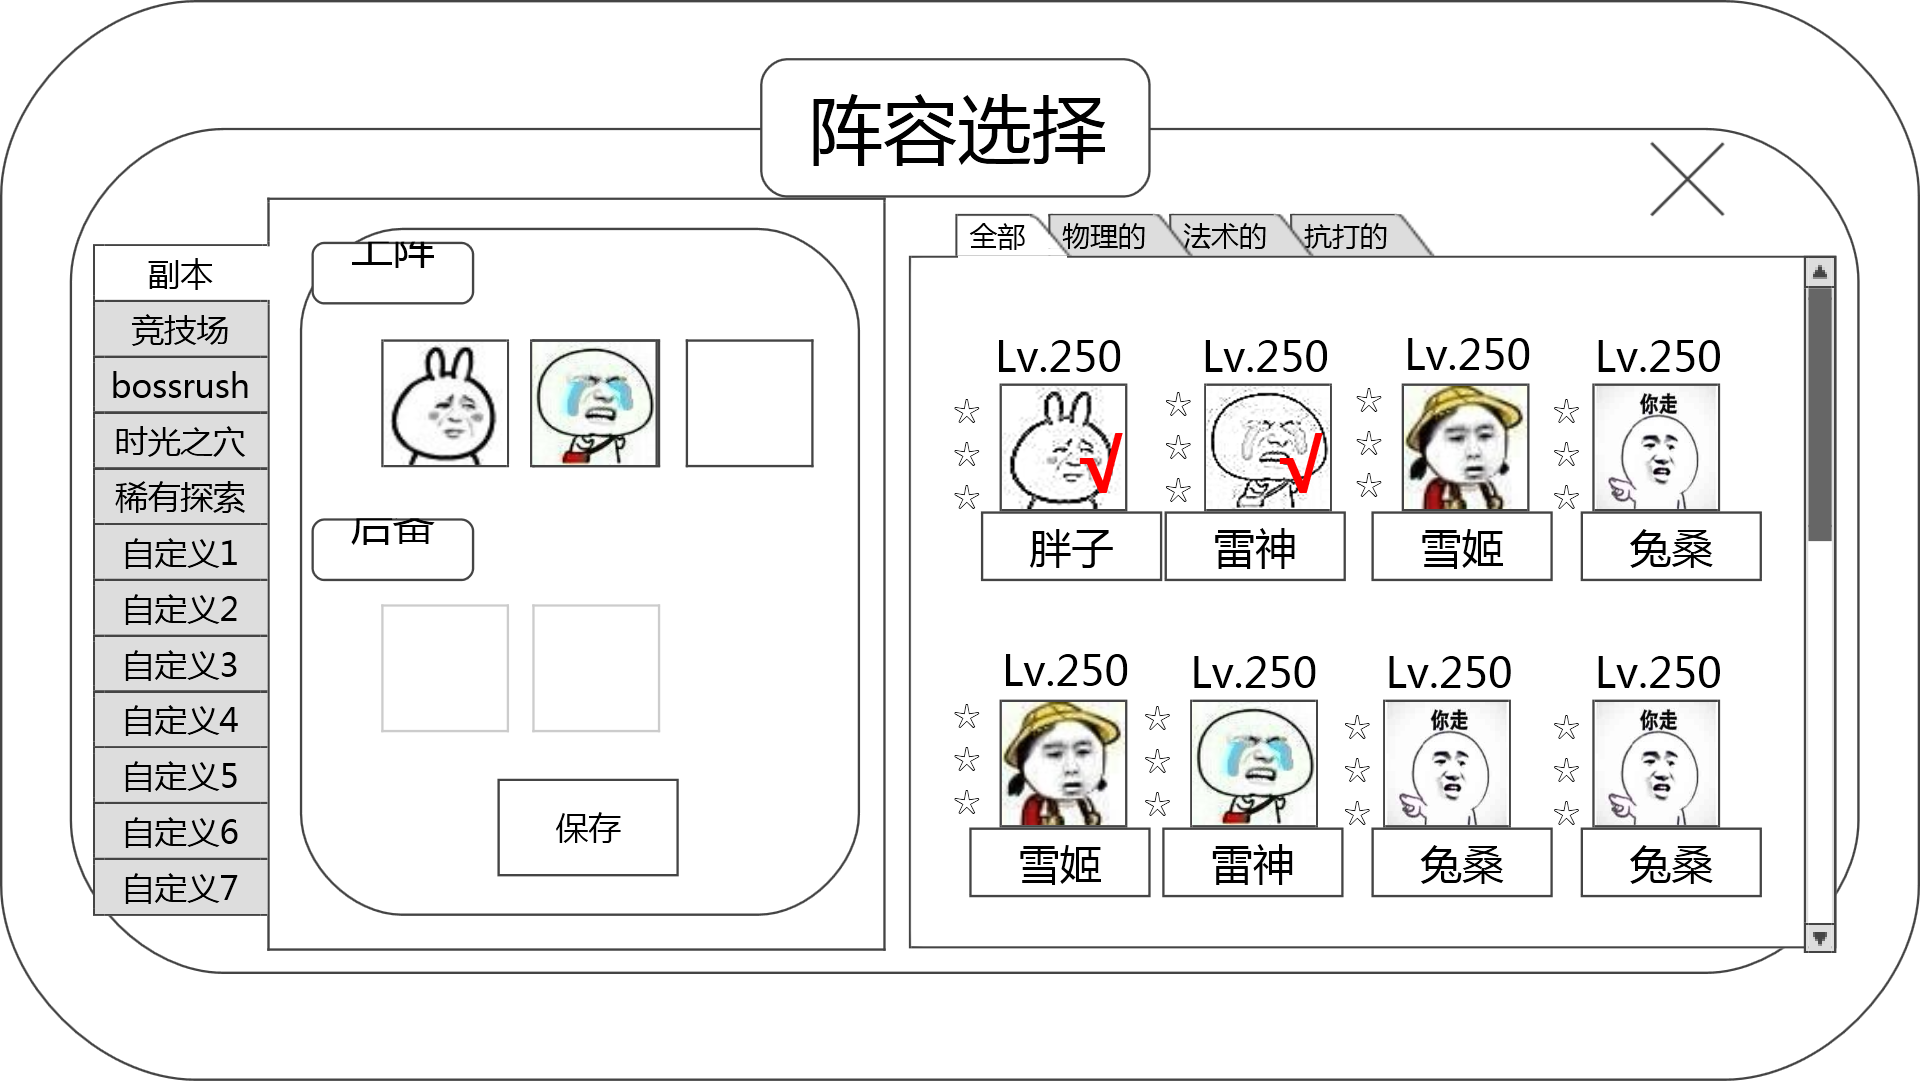 阵容选择
副本
竞技场
bossrush
时光之穴
稀有探索
自定义1
自定义2
自定义3
自定义4
自定义5
自定义6
自定义7
上阵
后备
保存
全部 物理的 法术的 抗打的
Lv.250 Lv.250 Lv.250 Lv.250
你走
胖子 雷神 雪姬 兔桑
Lv.250 Lv.250 Lv.250 Lv.250
你走 你走
雪姬 雷神 兔桑 兔桑